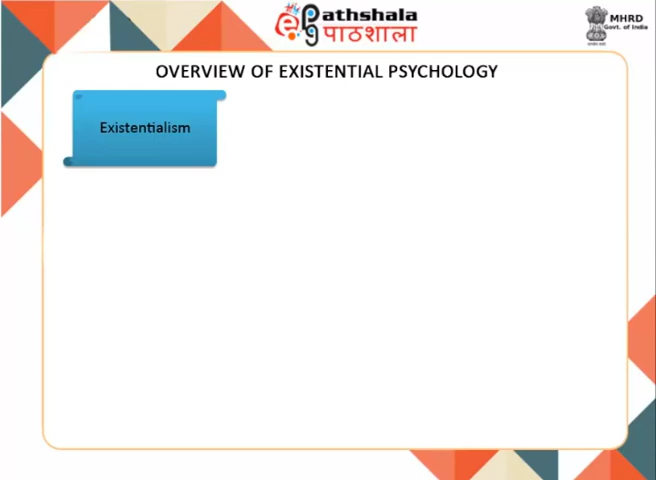 ePathshala
पाठशाला
MHRD
Govt. of India
OVERVIEW OF EXISTENTIAL PSYCHOLOGY
Existentialism